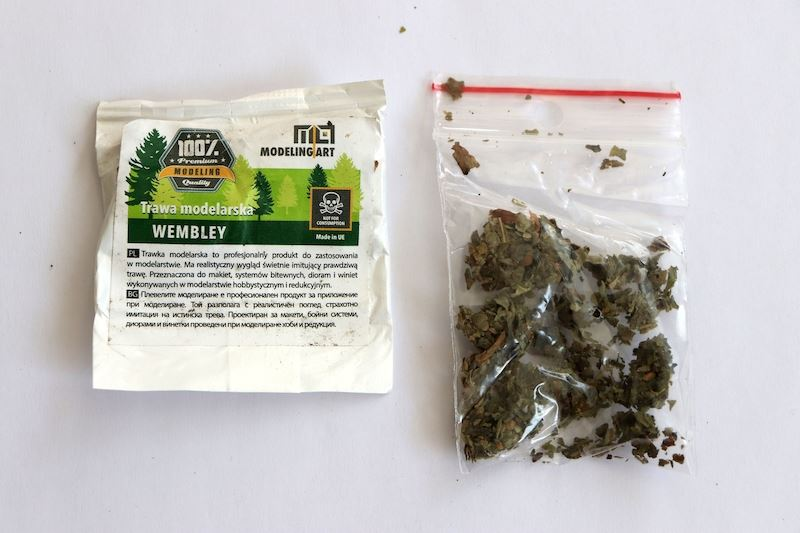 100%
Premium
MODELING
Quality
MODELING ART
Trawa modelarska
WEMBLEY
NOT FOR
CONSUMPTION
Made in UE
PL Trawka modelarska to profesjonalny produkt do zastosowania
w modelarstwie. Ma realistyczny wygląd świetnie imitujący prawdziwą
trawę. Przeznaczona do makiet, systemów bitewnych, dioram i winiet
wykonywanych w modelarstwie hobbystycznym i redukcyjnym.
BG Плевелите моделиране е професионален продукт за приложение
при моделиране. Той разполага с реалистичен поглед страхотно
имитация на истинска трева. Проектиран за макети, бойни системи,
диорами и винетки проведени при моделиране хоби и редукция.